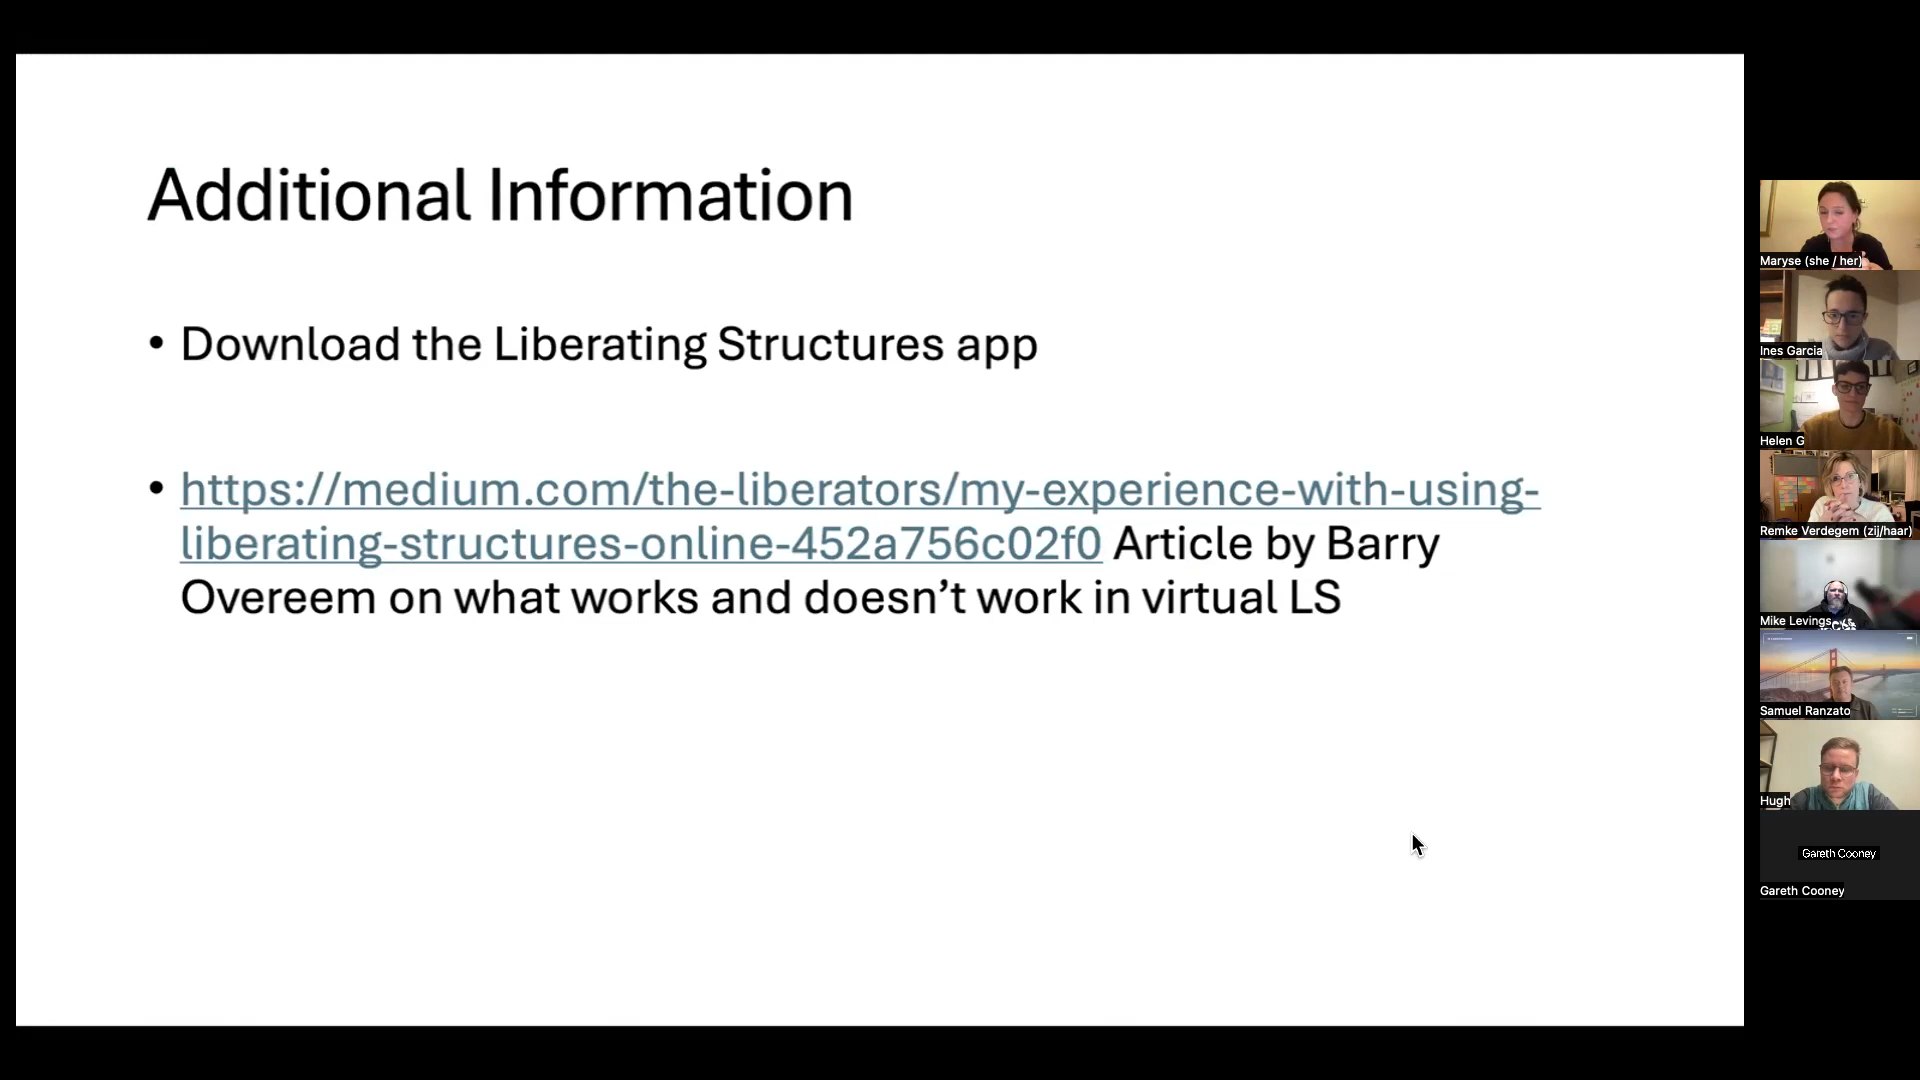 Additional Information
• Download the Liberating Structures app
• https://medium.com/the-liberators/my-experience-with-using-
liberating-structures-online-452a756c02f0 Article by Barry
Overeem on what works and doesn’t work in virtual LS
Maryse (she / her)
Ines Garcia
Helen G
Remke Verdegem (zij/haar)
Mike Levings
Samuel Ranzato
Hugh
Gareth Cooney
Gareth Cooney